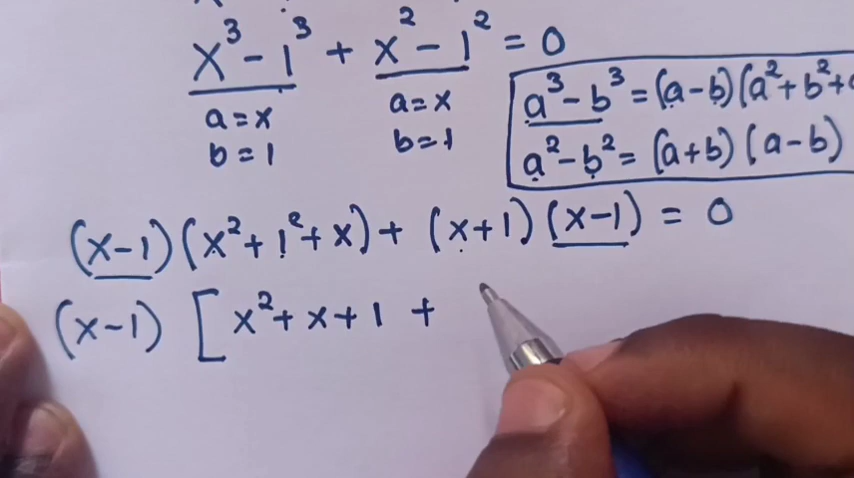 x³ - 1³ + x² - 1² = 0
a = x
b = 1
a = x
b = 1
a³ - b³ = (a - b)(a² + b² +
a² - b² = (a + b)(a - b)
(x - 1)(x² + 1² + x) + (x + 1)(x - 1) = 0
(x - 1) [x² + x + 1 +